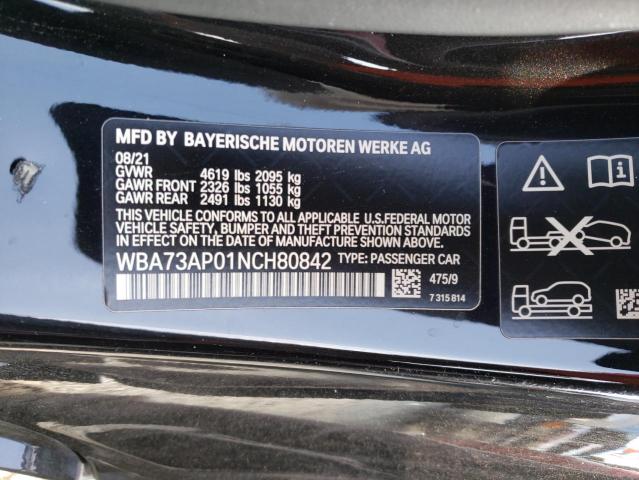 MFD BY BAYERISCHE MOTOREN WERKE AG
08/21
GVWR 4619 lbs 2095 kg
GAWR FRONT 2326 lbs 1055 kg
GAWR REAR 2491 lbs 1130 kg
THIS VEHICLE CONFORMS TO ALL APPLICABLE U.S.FEDERAL MOTOR
VEHICLE SAFETY, BUMPER AND THEFT PREVENTION STANDARDS
IN EFFECT ON THE DATE OF MANUFACTURE SHOWN ABOVE.
WBA73AP01NCH80842 TYPE: PASSENGER CAR
475/9
7 315 814